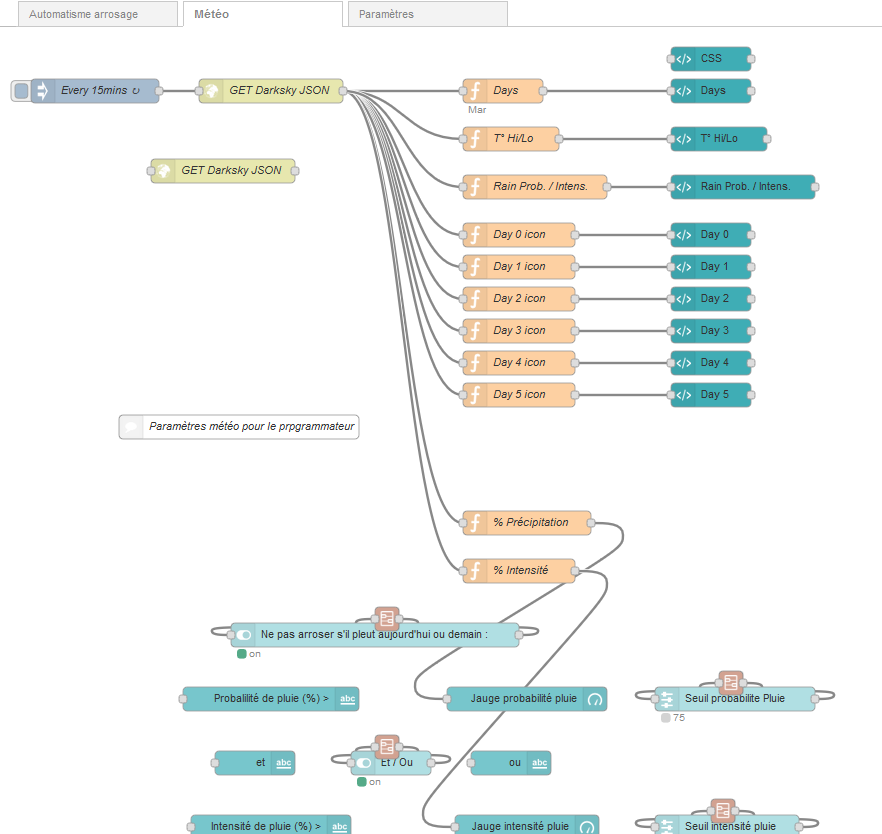 Automatisme arrosage
Météo
Paramètres
CSS
Every 15mins ↻
GET Darksky JSON
Days
Days
Mar
T° Hi/Lo
T° Hi/Lo
GET Darksky JSON
Rain Prob. / Intens.
Rain Prob. / Intens.
Day 0 icon
Day 0
Day 1 icon
Day 1
Day 2 icon
Day 2
Day 3 icon
Day 3
Day 4 icon
Day 4
Day 5 icon
Day 5
Paramètres météo pour le prpgrammateur
% Précipitation
% Intensité
Ne pas arroser s'il pleut aujourd'hui ou demain :
on
Probalilité de pluie (%) >
abc
Jauge probabilité pluie
Seuil probabilite Pluie
75
et
abc
Et / Ou
ou
abc
on
Intensité de pluie (%) >
abc
Jauge intensité pluie
Seuil intensité pluie